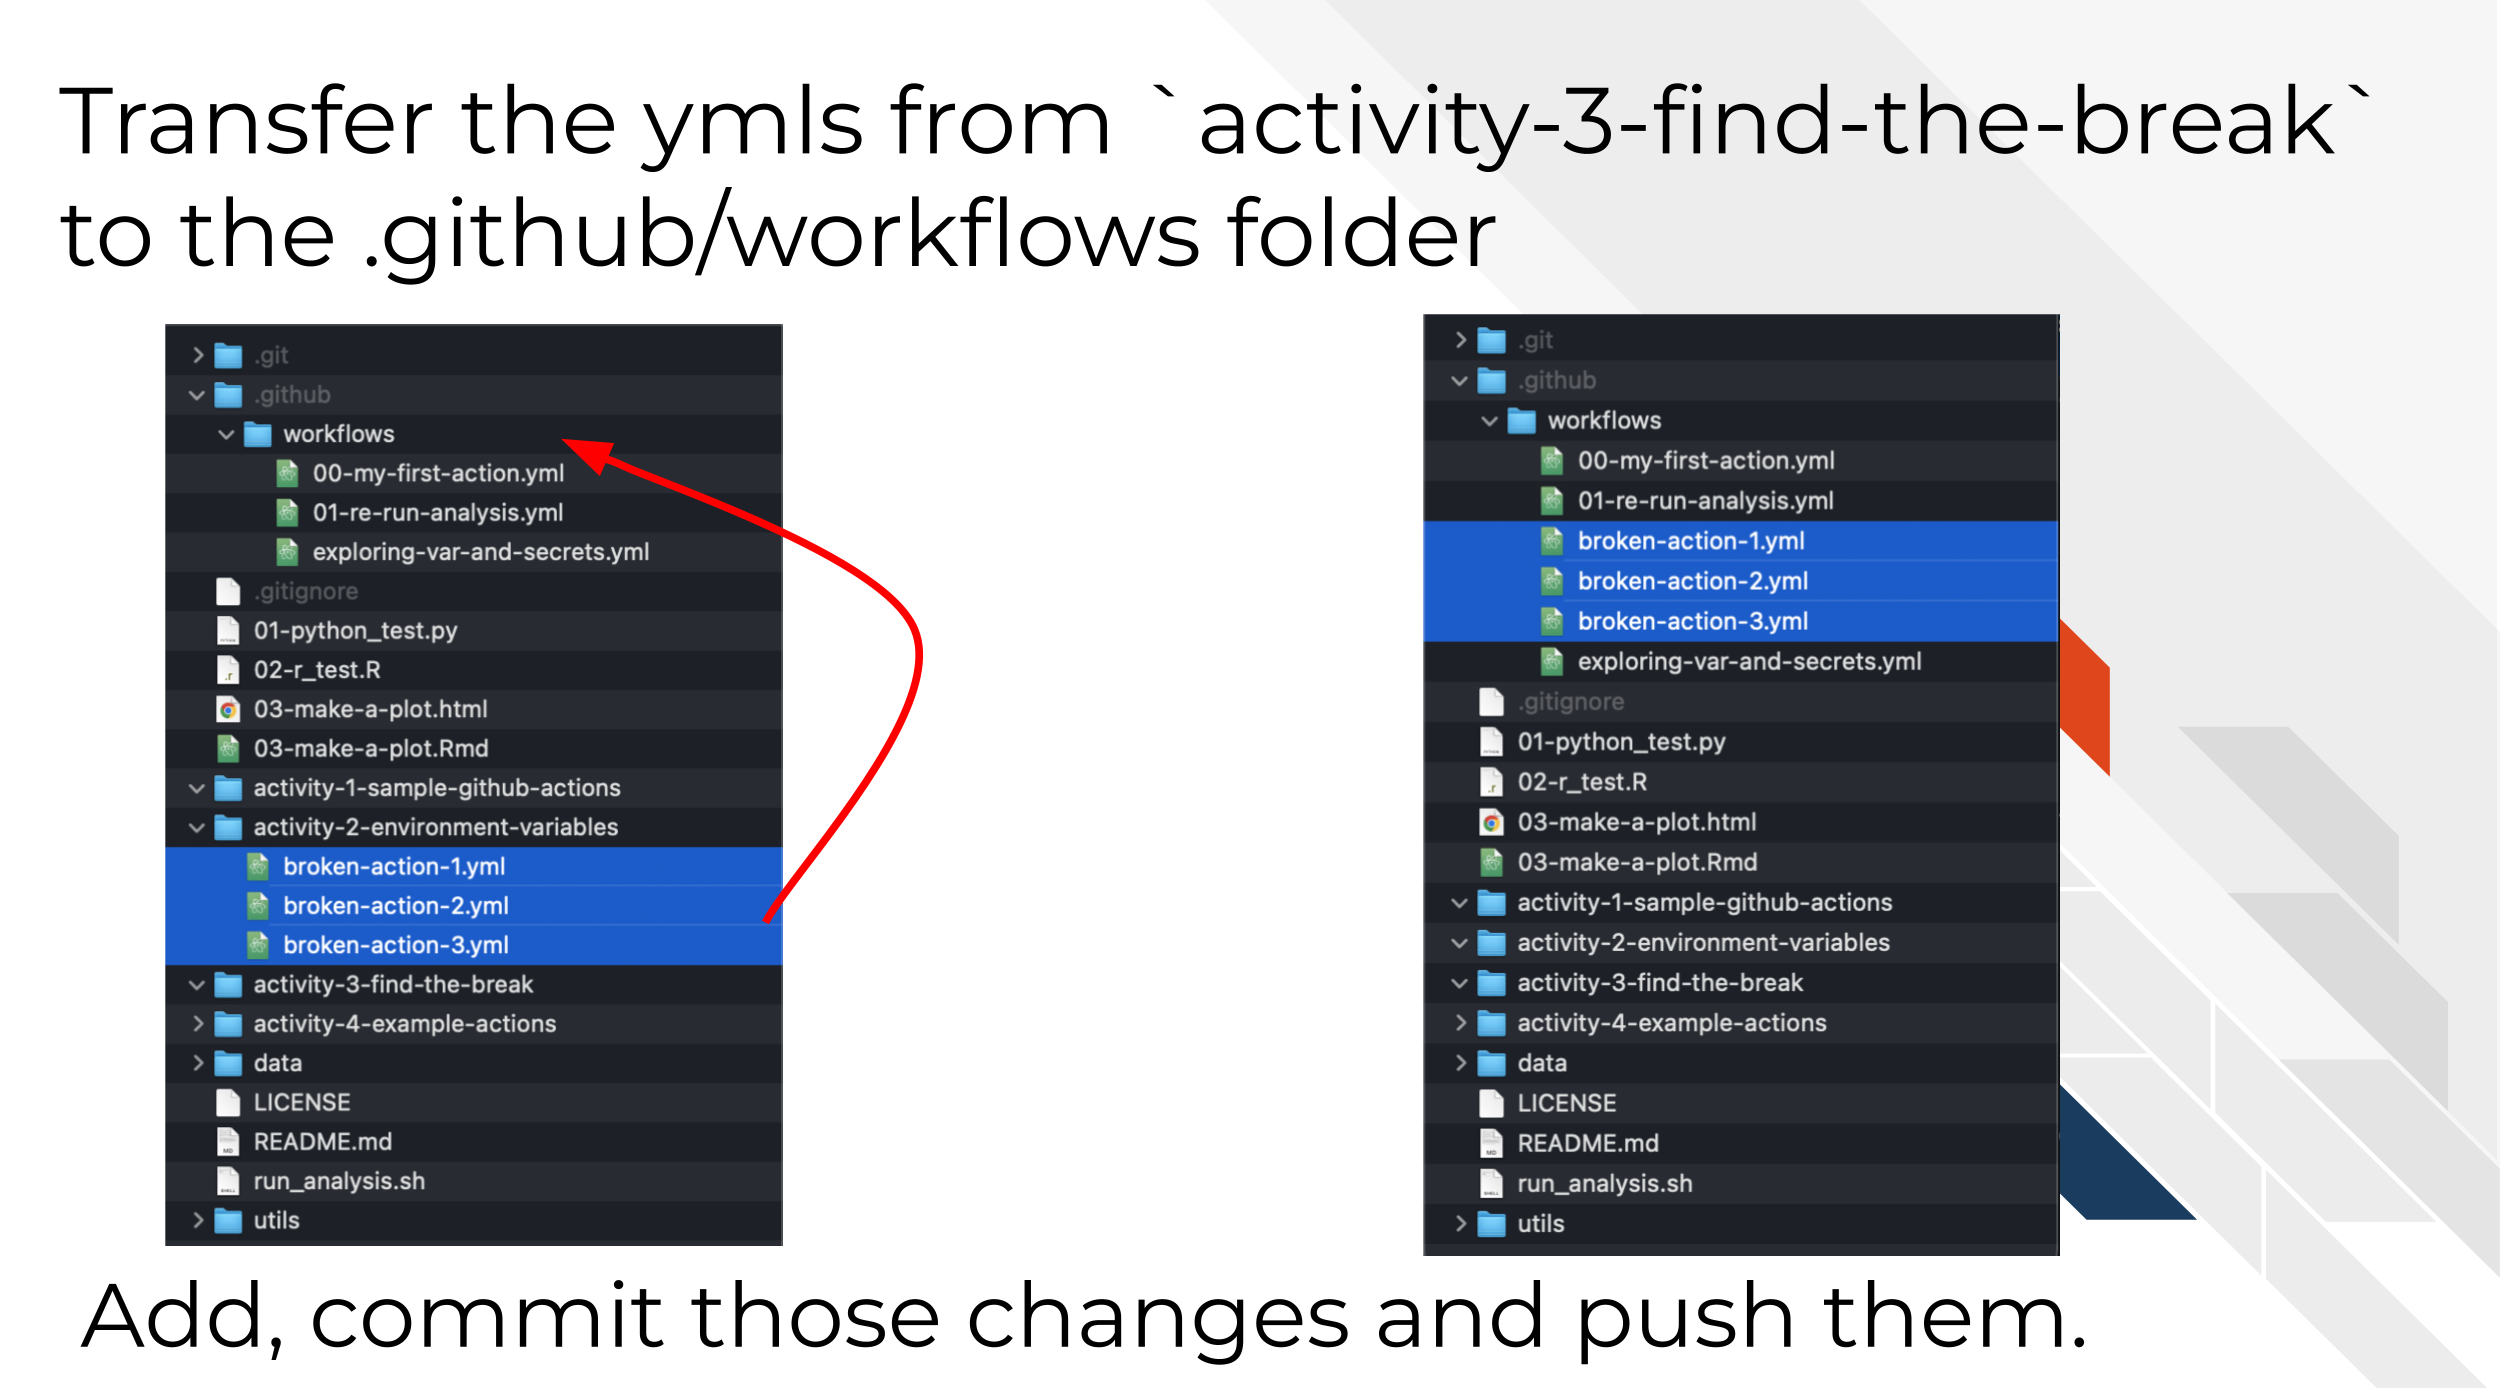 Transfer the ymls from `activity-3-find-the-break`
to the .github/workflows folder
.git
.github
workflows
00-my-first-action.yml
01-re-run-analysis.yml
exploring-var-and-secrets.yml
.gitignore
01-python_test.py
02-r_test.R
03-make-a-plot.html
03-make-a-plot.Rmd
activity-1-sample-github-actions
activity-2-environment-variables
broken-action-1.yml
broken-action-2.yml
broken-action-3.yml
activity-3-find-the-break
activity-4-example-actions
data
LICENSE
README.md
run_analysis.sh
utils
.git
.github
workflows
00-my-first-action.yml
01-re-run-analysis.yml
broken-action-1.yml
broken-action-2.yml
broken-action-3.yml
exploring-var-and-secrets.yml
.gitignore
01-python_test.py
02-r_test.R
03-make-a-plot.html
03-make-a-plot.Rmd
activity-1-sample-github-actions
activity-2-environment-variables
activity-3-find-the-break
activity-4-example-actions
data
LICENSE
README.md
run_analysis.sh
utils
Add, commit those changes and push them.